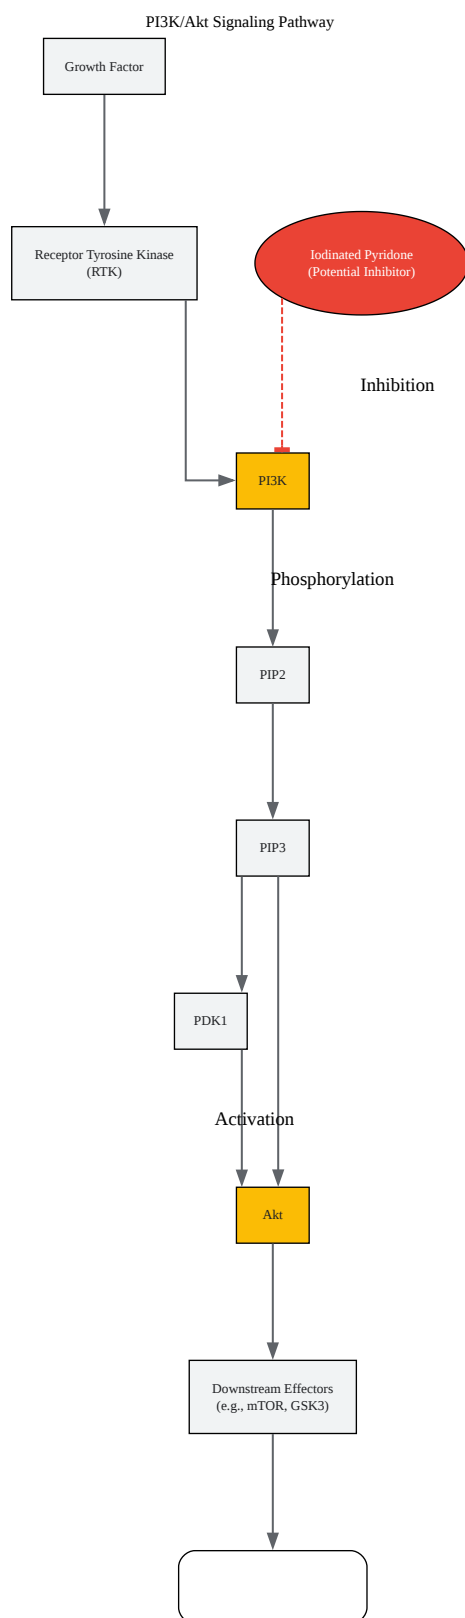 PI3K/Akt Signaling Pathway
Growth Factor
Receptor Tyrosine Kinase
(RTK)
Iodinated Pyridone
(Potential Inhibitor)
Inhibition
PI3K
Phosphorylation
PIP2
PIP3
PDK1
Activation
Akt
Downstream Effectors
(e.g., mTOR, GSK3)